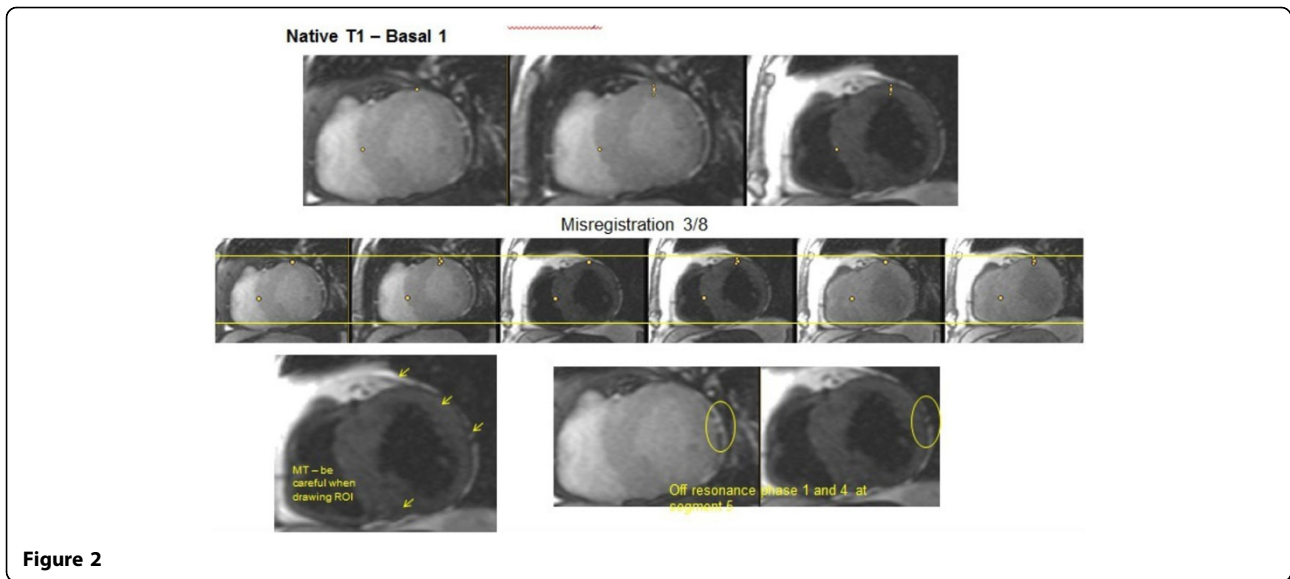 Native T1 – Basal 1
Misregistration 3/8
MT – be
careful when
drawing ROI
Off resonance phase 1 and 4 at
segment 5
Figure 2